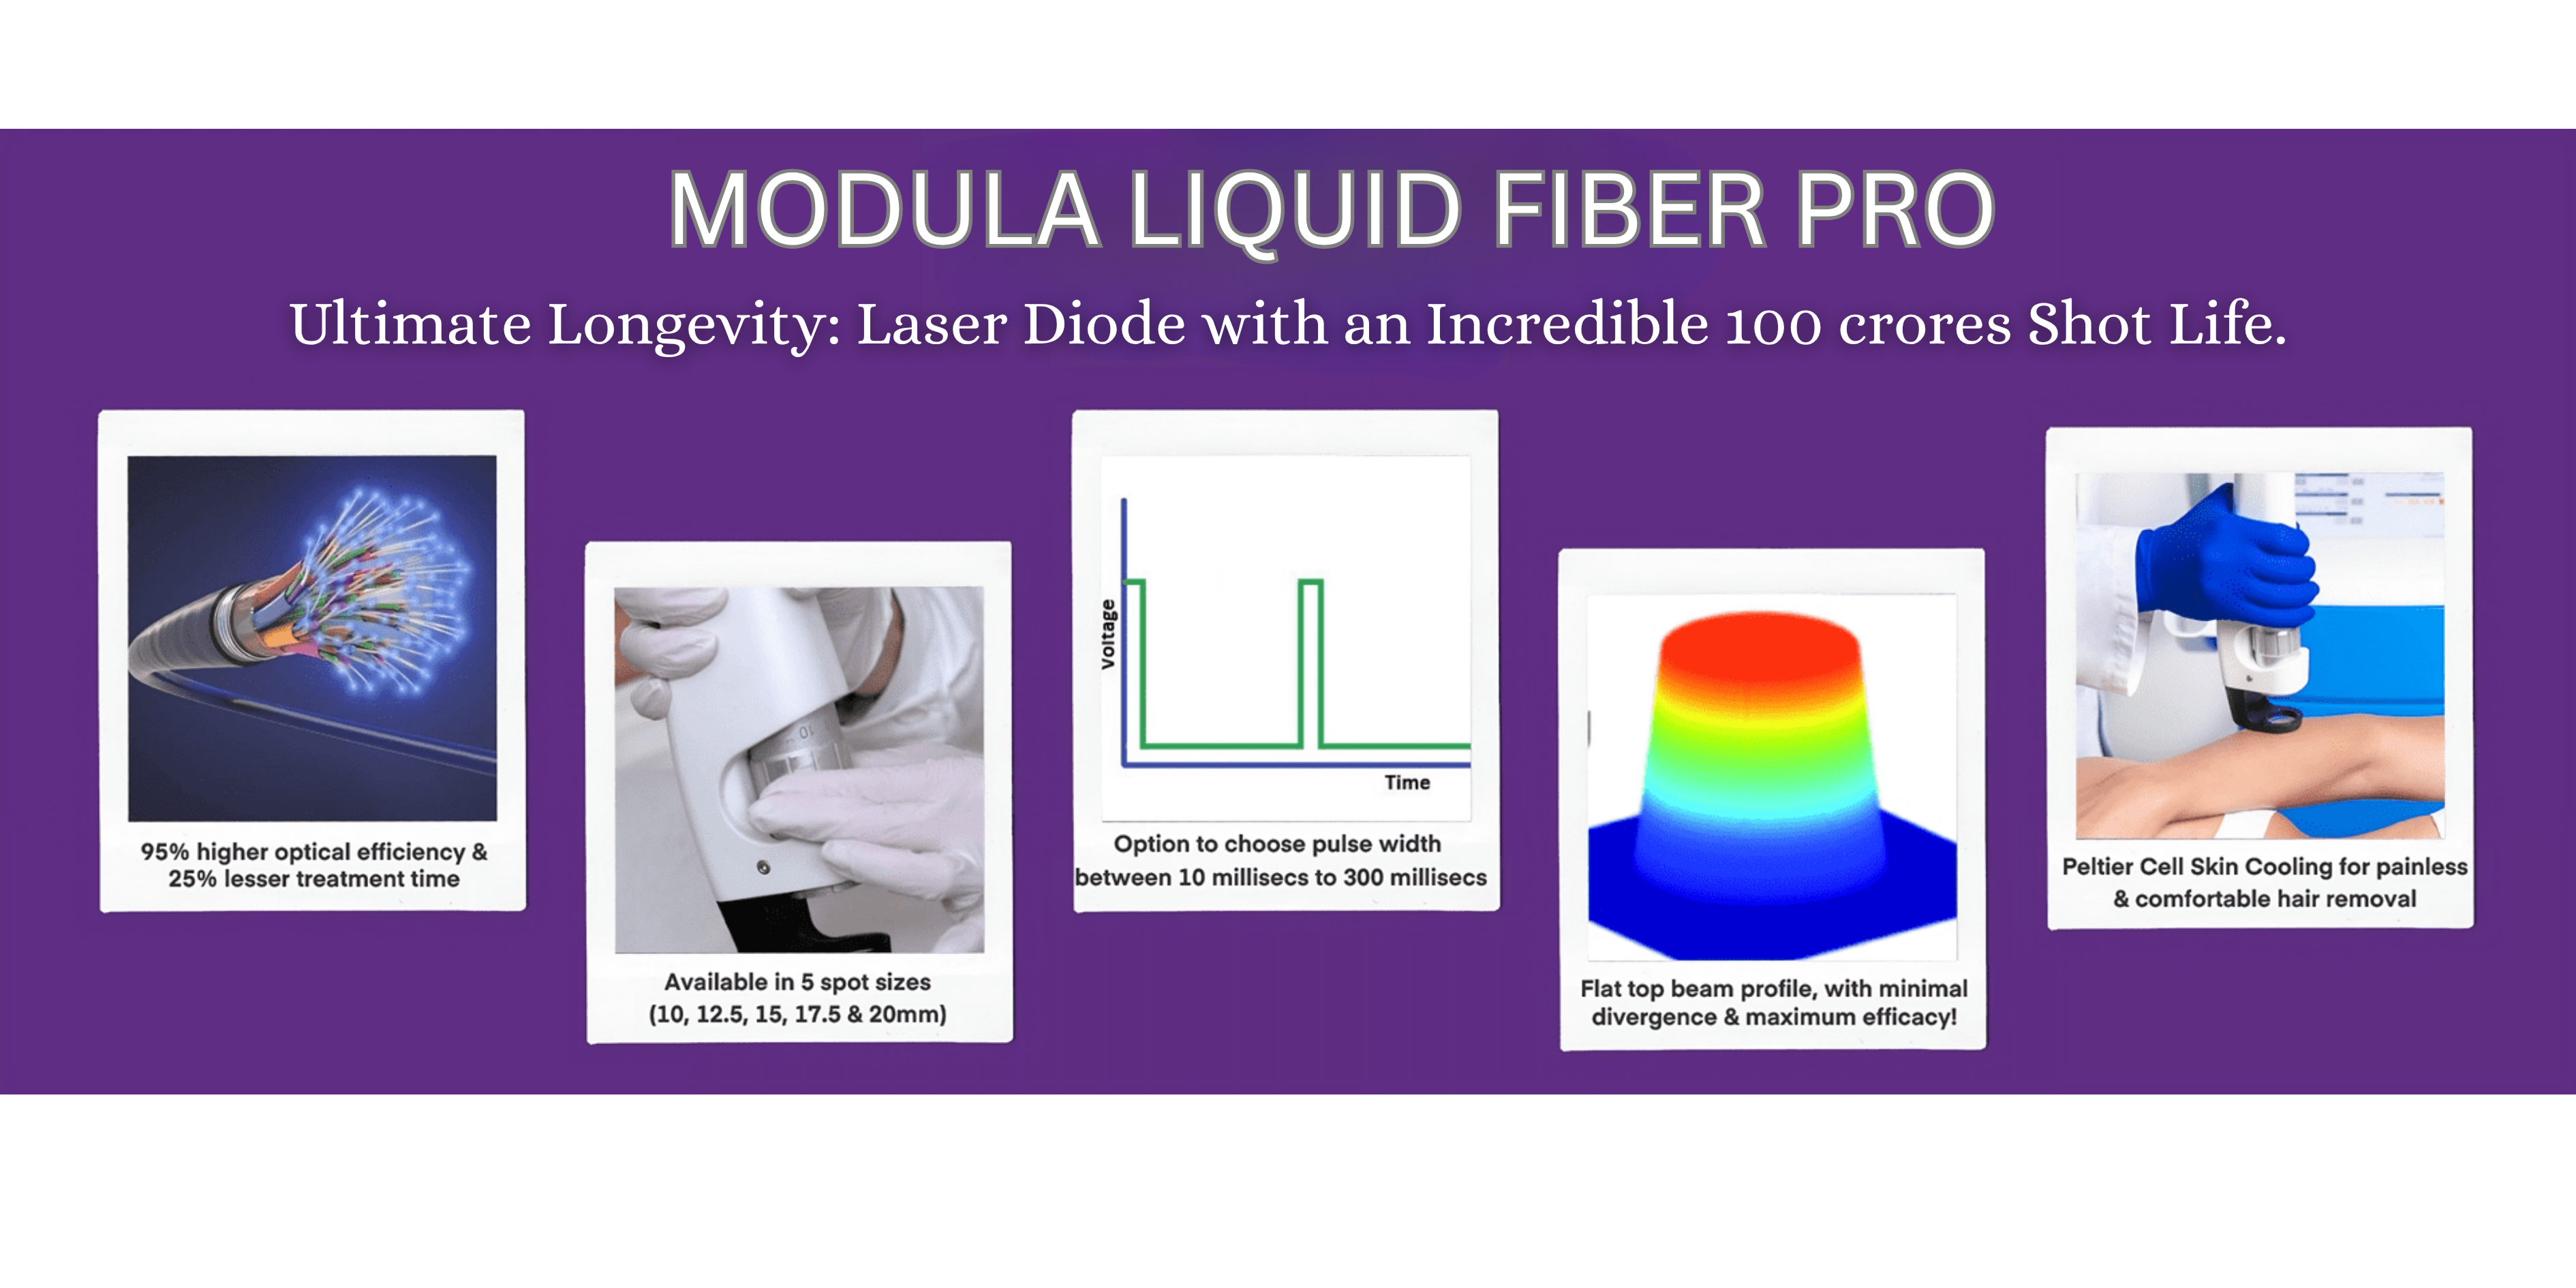 MODULA LIQUID FIBER PRO
Ultimate Longevity: Laser Diode with an Incredible 100 crores Shot Life.
95% higher optical efficiency &
25% lesser treatment time
10
Available in 5 spot sizes
(10, 12.5, 15, 17.5 & 20mm)
Voltage
Time
Option to choose pulse width
between 10 millisecs to 300 millisecs
Flat top beam profile, with minimal
divergence & maximum efficacy!
Peltier Cell Skin Cooling for painless
& comfortable hair removal